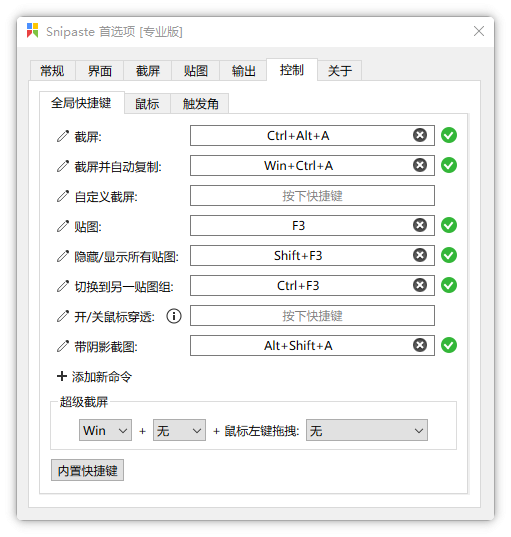 Snipaste 首选项 [专业版]
常规 界面 截屏 贴图 输出 控制 关于
全局快捷键 鼠标 触发角
截屏: Ctrl+Alt+A
截屏并自动复制: Win+Ctrl+A
自定义截屏: 按下快捷键
贴图: F3
隐藏/显示所有贴图: Shift+F3
切换到另一贴图组: Ctrl+F3
开/关鼠标穿透: 按下快捷键
带阴影截图: Alt+Shift+A
+ 添加新命令
超级截屏
Win + 无 + 鼠标左键拖拽: 无
内置快捷键